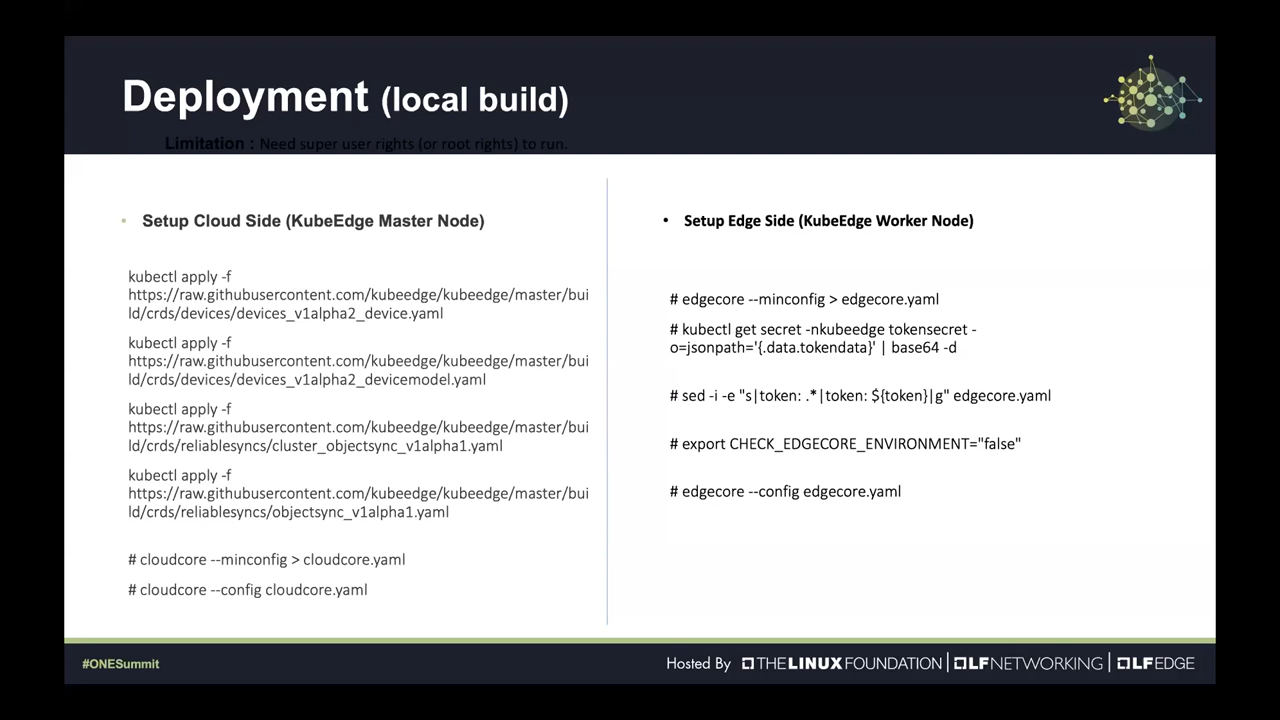 Deployment (local build)
Limitation : Need super user rights (or root rights) to run.
• Setup Cloud Side (KubeEdge Master Node)
kubectl apply -f
https://raw.githubusercontent.com/kubeedge/kubeedge/master/bui
ld/crds/devices/devices_v1alpha2_device.yaml
kubectl apply -f
https://raw.githubusercontent.com/kubeedge/kubeedge/master/bui
ld/crds/devices/devices_v1alpha2_devicemodel.yaml
kubectl apply -f
https://raw.githubusercontent.com/kubeedge/kubeedge/master/bui
ld/crds/reliablesyncs/cluster_objectsync_v1alpha1.yaml
kubectl apply -f
https://raw.githubusercontent.com/kubeedge/kubeedge/master/bui
ld/crds/reliablesyncs/objectsync_v1alpha1.yaml
# cloudcore --minconfig > cloudcore.yaml
# cloudcore --config cloudcore.yaml
• Setup Edge Side (KubeEdge Worker Node)
# edgecore --minconfig > edgecore.yaml
# kubectl get secret -nkubeedge tokensecret -
o=jsonpath='{.data.tokendata}' | base64 -d
# sed -i -e "s|token: .*|token: ${token}|g" edgecore.yaml
# export CHECK_EDGECORE_ENVIRONMENT="false"
# edgecore --config edgecore.yaml
#ONESummit
Hosted By THE LINUX FOUNDATION | LF NETWORKING | LF EDGE